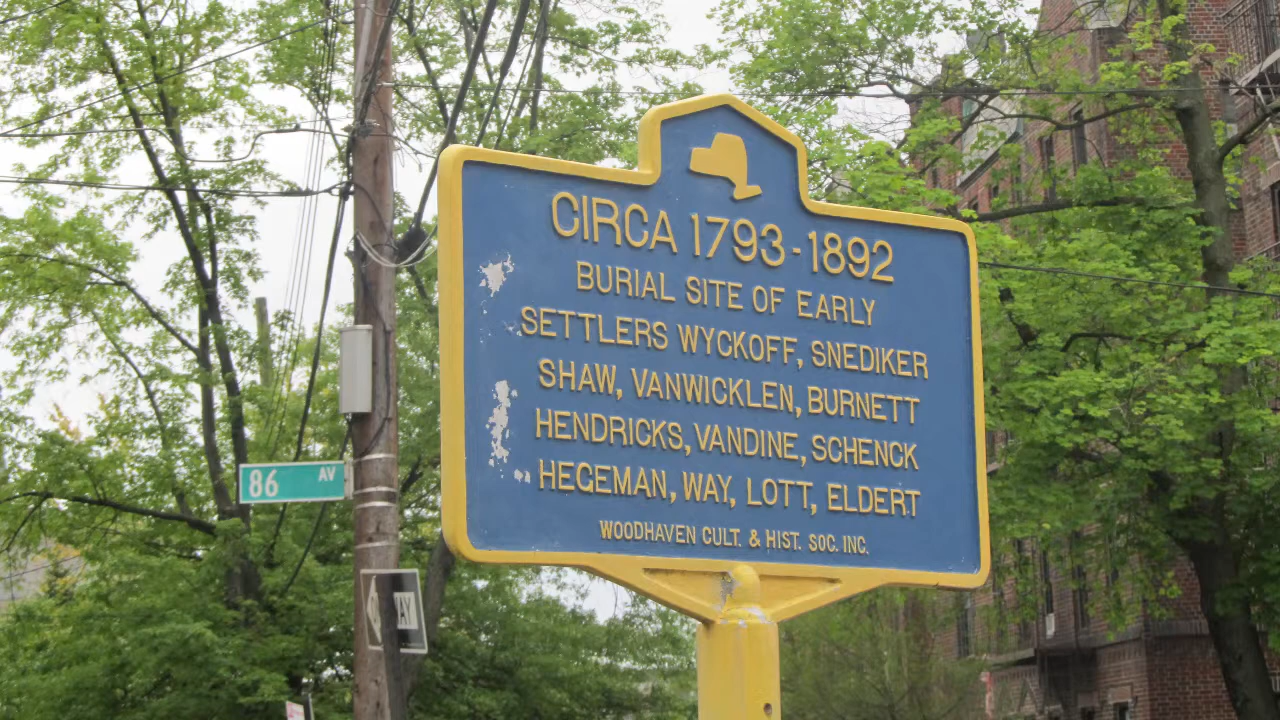 CIRCA 1793-1892
BURIAL SITE OF EARLY
SETTLERS WYCKOFF, SNEDIKER
SHAW, VANWICKLEN, BURNETT
HENDRICKS, VANDINE, SCHENCK
HEGEMAN, WAY, LOTT, ELDERT
WOODHAVEN CULT. & HIST. SOC. INC.
86 AV